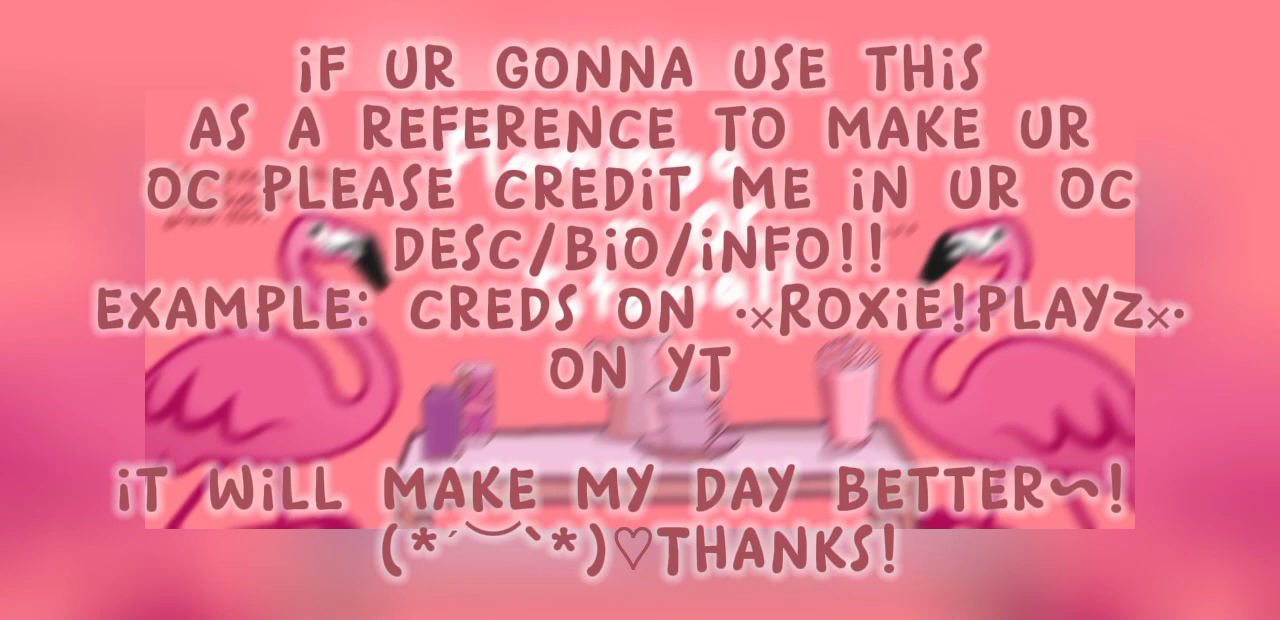 iF UR GONNA USE THiS
AS A REFERENCE TO MAKE UR
OC PLEASE CREDiT ME iN UR OC
DESC/BiO/iNFO!!
EXAMPLE: CREDS ON •×ROXiE!PLAYZ×•
ON YT
iT WiLL MAKE MY DAY BETTER~!
(*´︶`*)♡THANKS!